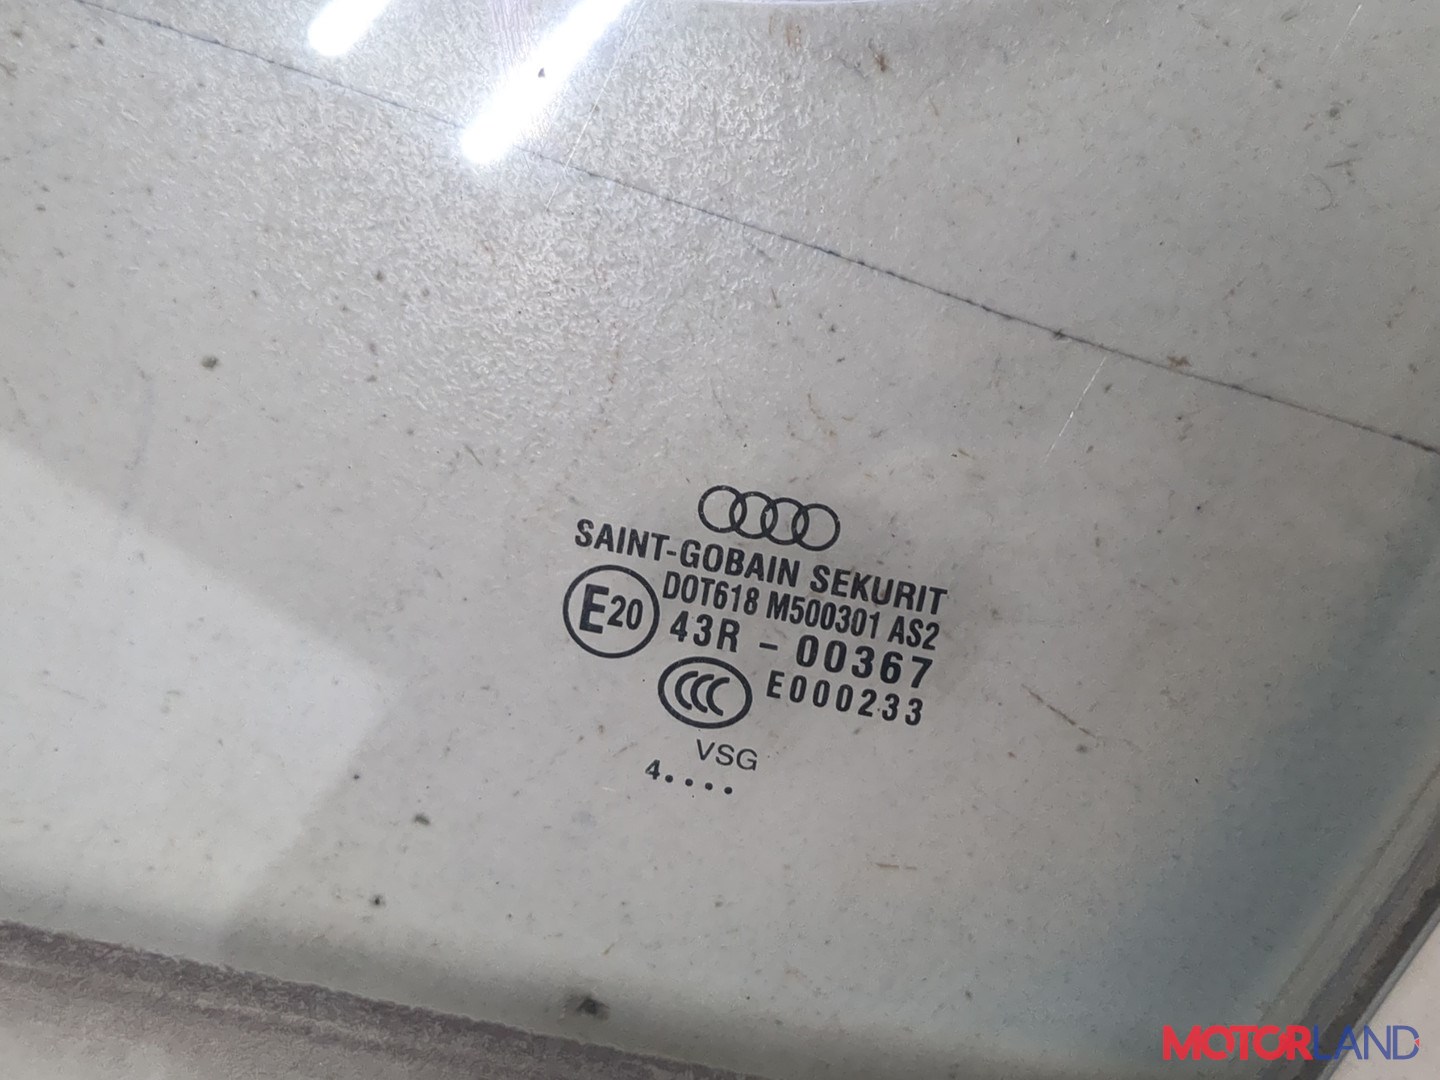 SAINT-GOBAIN SEKURIT
DOT618 M500301 AS2
E20 43R - 00367
CCC E000233
VSG
4....
MOTORLAND